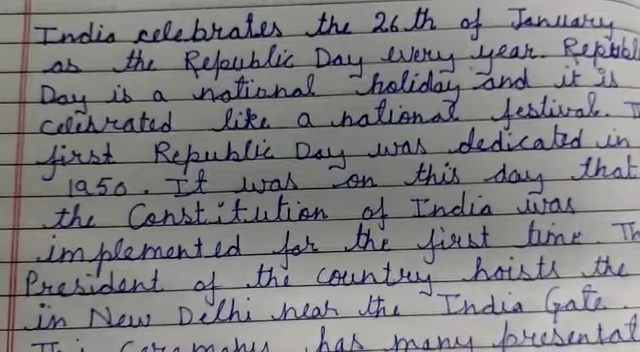 India celebrates the 26th of January
as the Republic Day every year. Republ
Day is a national holiday and it is
celebrated like a national festival. T
first Republic Day was dedicated in
1950. It was on this day that
the Constitution of India was
implemented for the first time. Th
President of the country hoists the
in New Delhi near the India Gate.
has many presentat